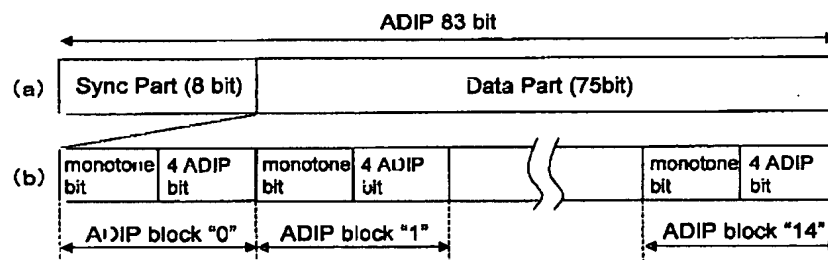 ADIP 83 bit
(a) Sync Part (8 bit) Data Part (75bit)
(b) monotone bit 4 ADIP bit monotone bit 4 ADIP bit monotone bit 4 ADIP bit
ADIP block "0" ADIP block "1" ADIP block "14"